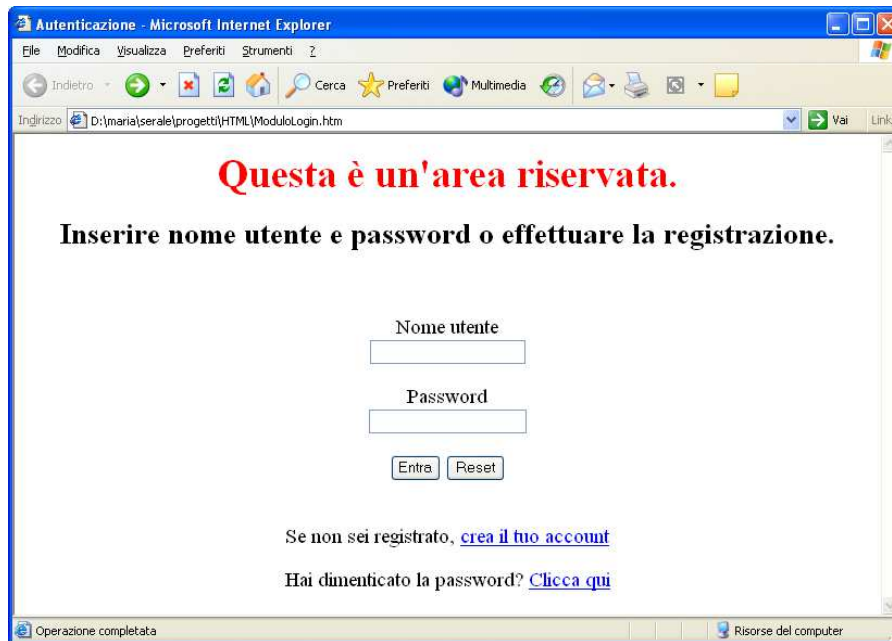 Autenticazione - Microsoft Internet Explorer
File Modifica Visualizza Preferiti Strumenti ?
Indietro Cerca Preferiti Multimedia
Indirizzo D:\maria\serale\progetti\HTML\ModuloLogin.htm Vai Link
Questa è un'area riservata.
Inserire nome utente e password o effettuare la registrazione.
Nome utente
Password
Entra Reset
Se non sei registrato, crea il tuo account
Hai dimenticato la password? Clicca qui
Operazione completata Risorse del computer